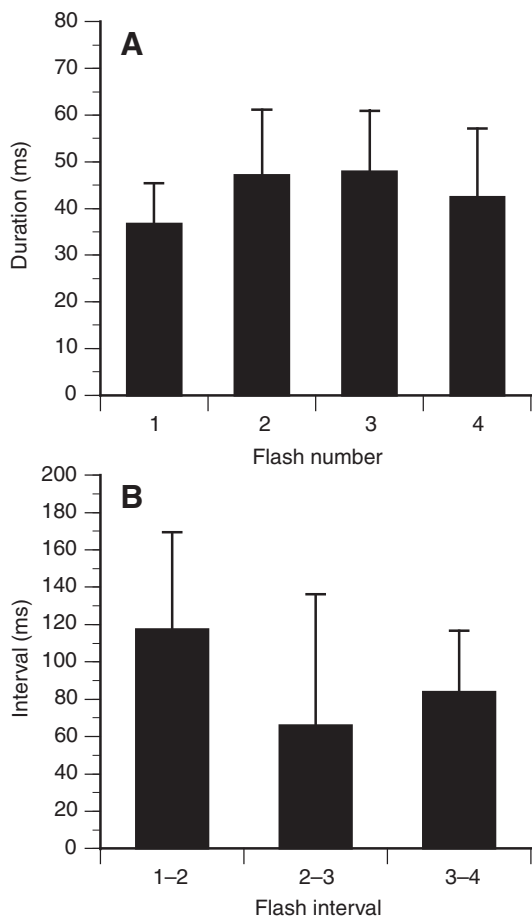 A
80
70
60
50
40
30
20
10
0
Duration (ms)
1 2 3 4
Flash number
B
200
180
160
140
120
100
80
60
40
20
0
Interval (ms)
1–2 2–3 3–4
Flash interval